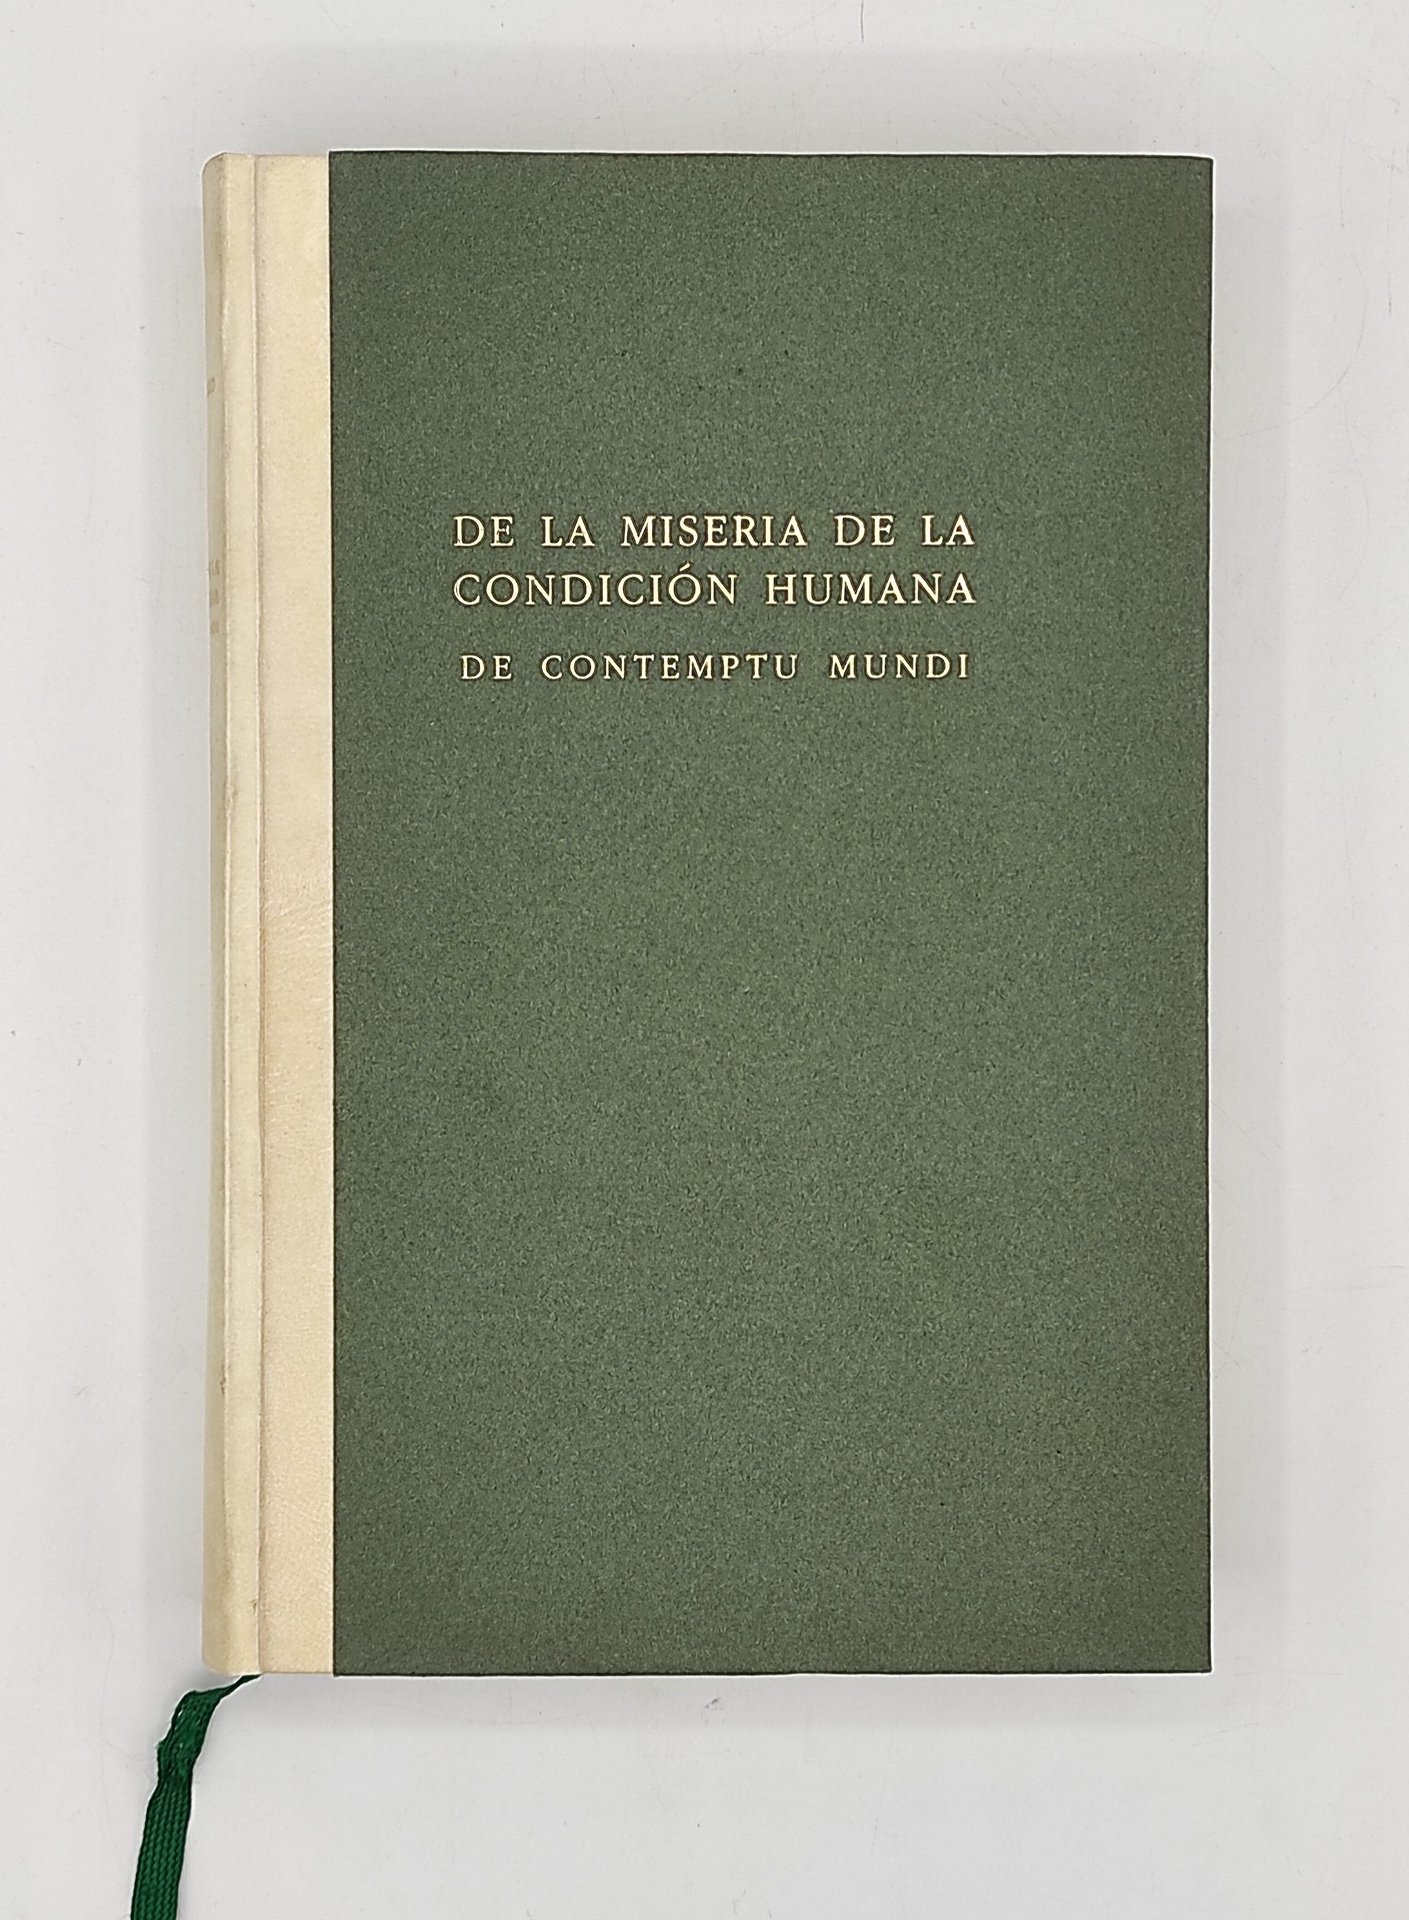 DE LA MISERIA DE LA
CONDICIÓN HUMANA
DE CONTEMPTU MUNDI